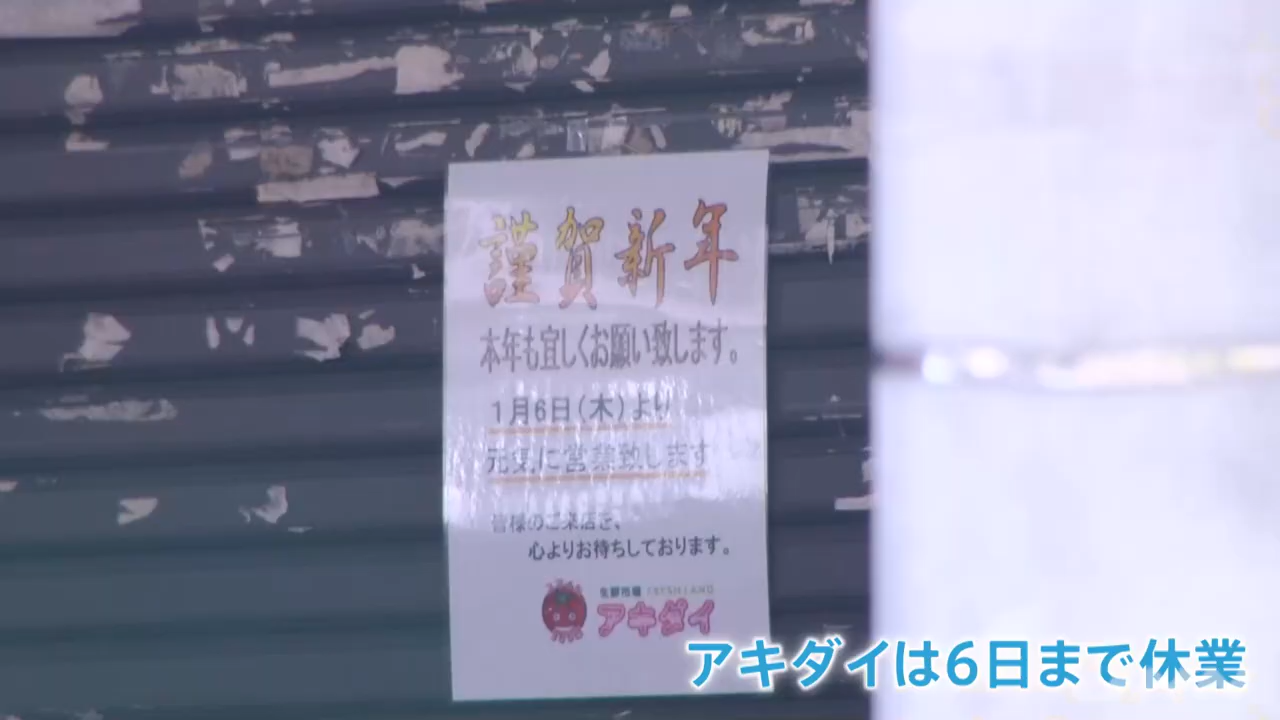 謹賀新年
本年も宜しくお願い致します。
1月6日(木)より
元気に営業致します
皆様のご来店を、
心よりお待ちしております。
生鮮市場 FRESH LAND
アキダイ
アキダイは6日まで休業